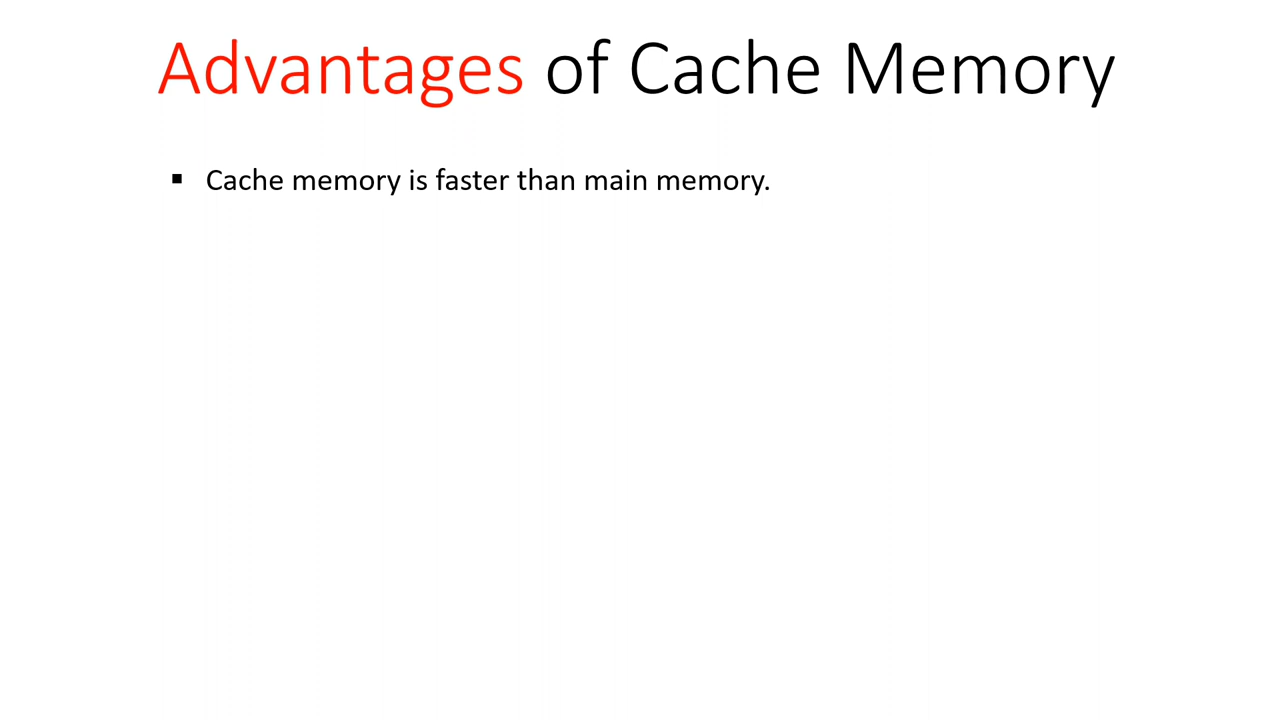 Advantages of Cache Memory
▪ Cache memory is faster than main memory.